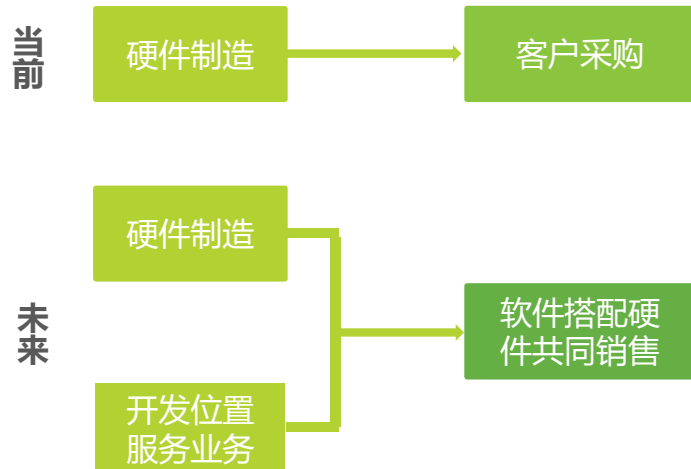 当前
硬件制造
客户采购
未来
硬件制造
软件搭配硬
件共同销售
开发位置
服务业务